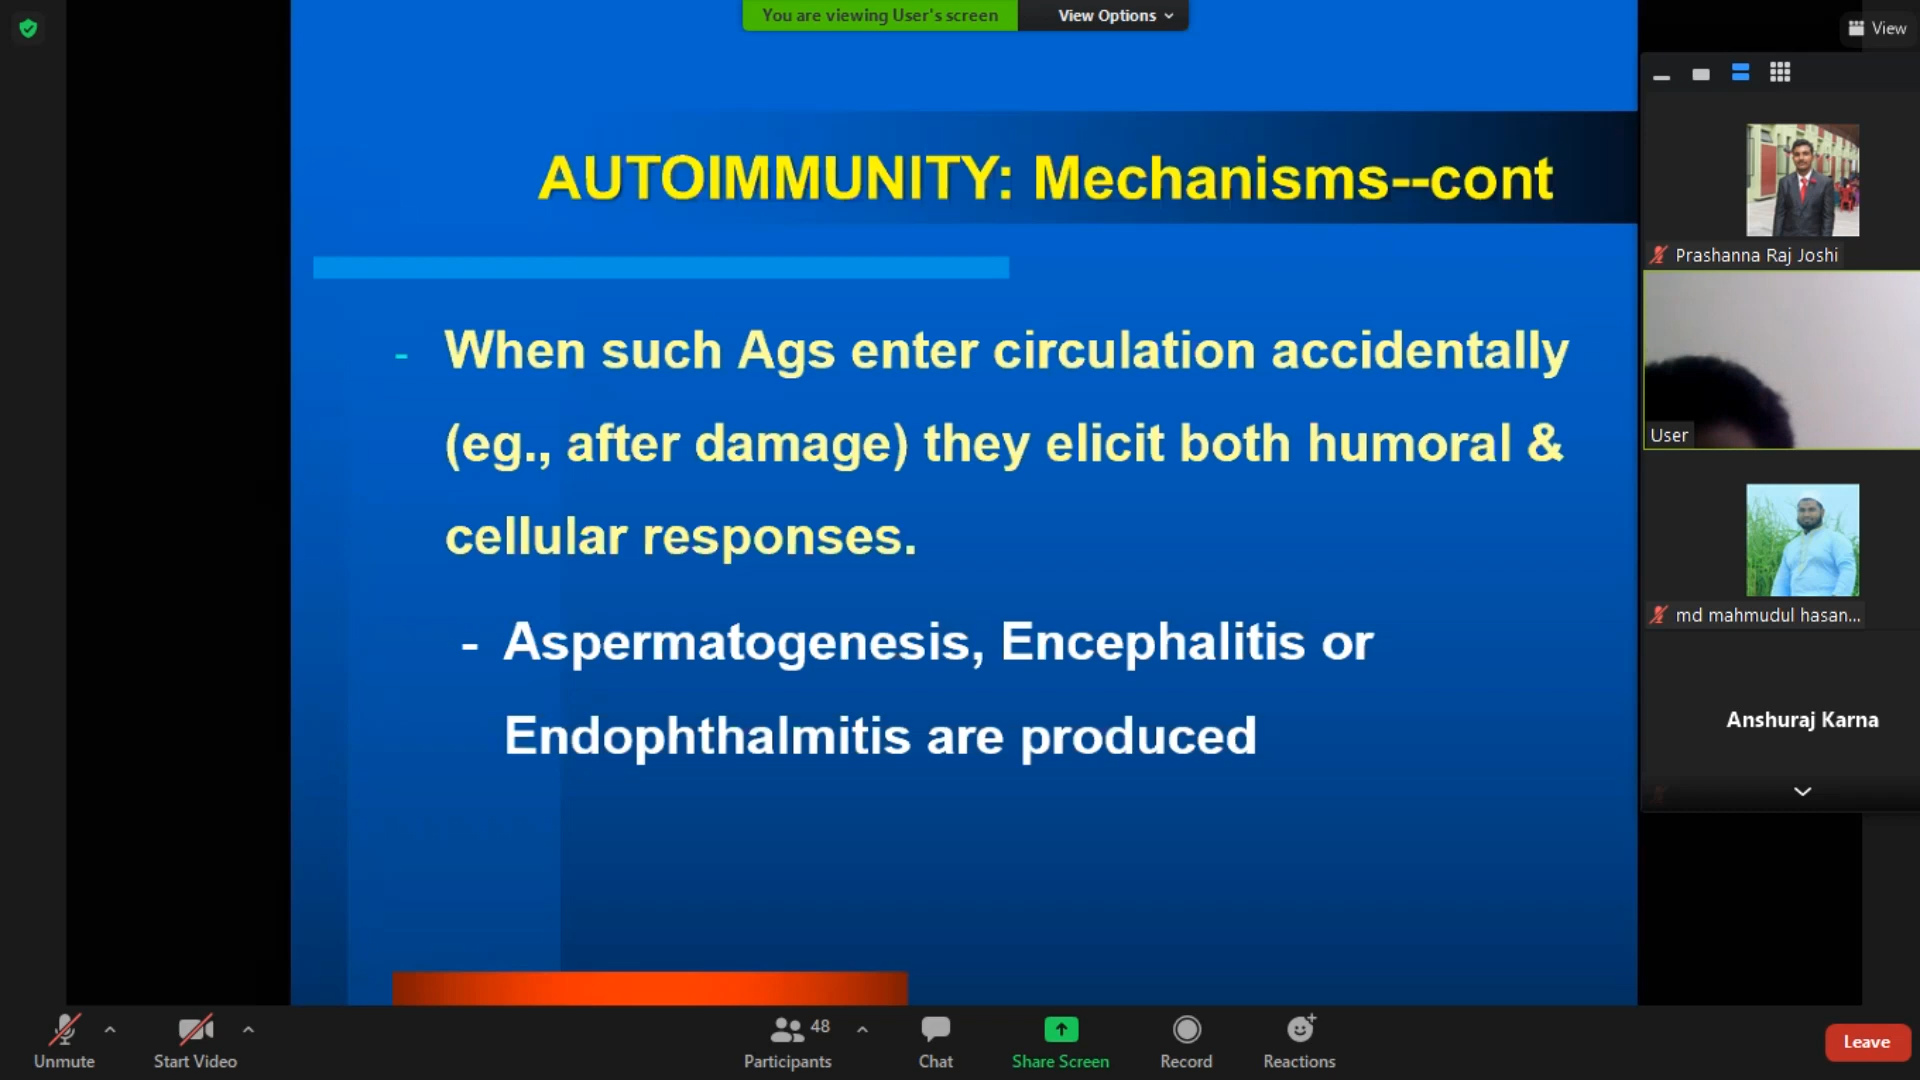 You are viewing User's screen
View Options
View
AUTOIMMUNITY: Mechanisms--cont
- When such Ags enter circulation accidentally
(eg., after damage) they elicit both humoral &
cellular responses.
- Aspermatogenesis, Encephalitis or
Endophthalmitis are produced
Prashanna Raj Joshi
User
md mahmudul hasan...
Anshuraj Karna
Unmute
Start Video
48
Participants
Chat
Share Screen
Record
Reactions
Leave